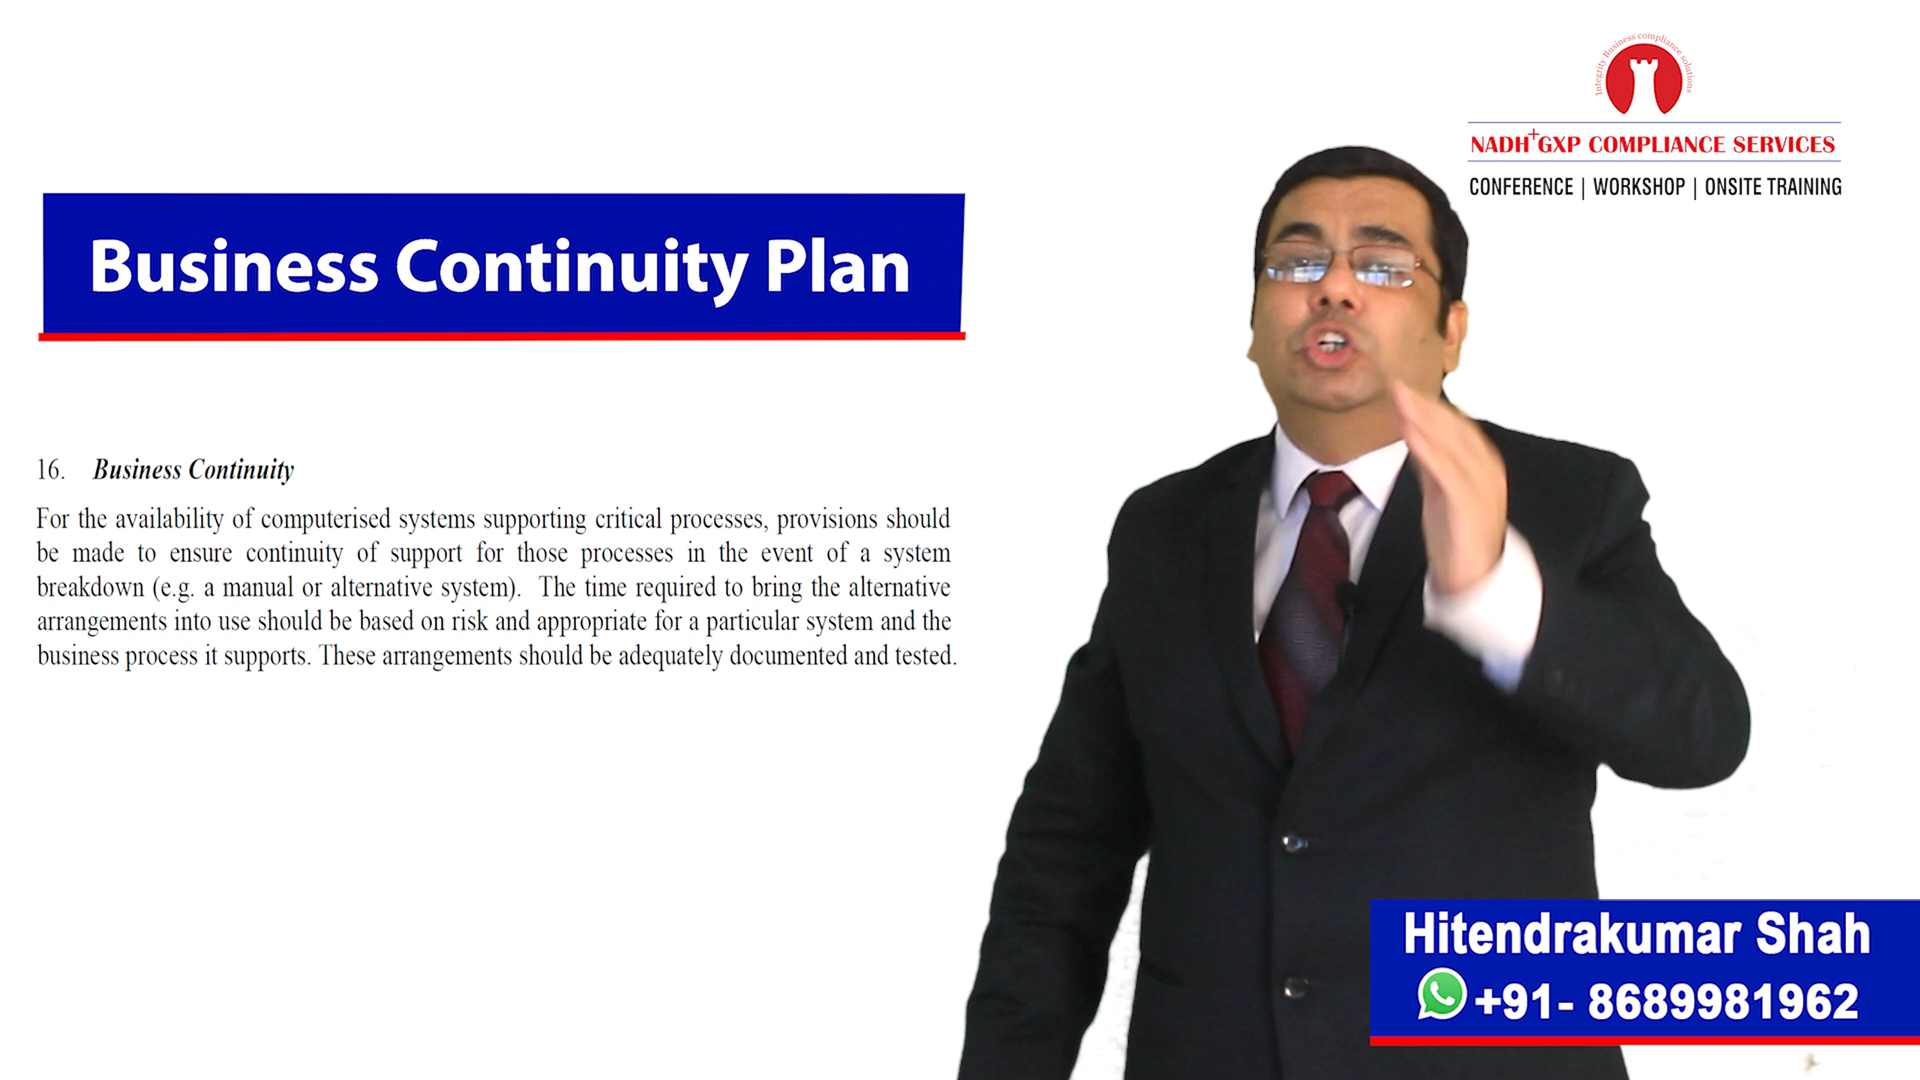 Integrity Business compliance solutions
NADH+GXP COMPLIANCE SERVICES
CONFERENCE | WORKSHOP | ONSITE TRAINING
Business Continuity Plan
16. Business Continuity
For the availability of computerised systems supporting critical processes, provisions should
be made to ensure continuity of support for those processes in the event of a system
breakdown (e.g. a manual or alternative system). The time required to bring the alternative
arrangements into use should be based on risk and appropriate for a particular system and the
business process it supports. These arrangements should be adequately documented and tested.
Hitendrakumar Shah
+91- 8689981962